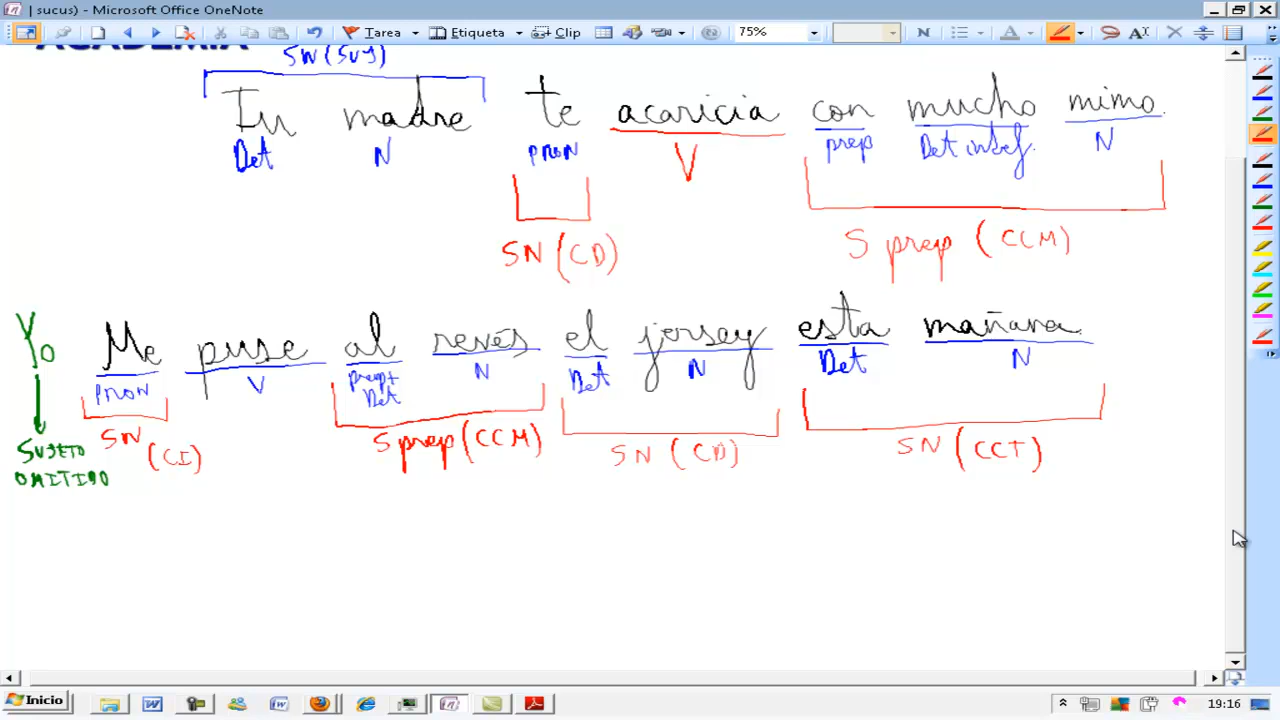 | sucus) - Microsoft Office OneNote
Tarea Etiqueta Clip 75% N A
ACADEMIA
SN (SUJ)
Tu madre te acaricia con mucho mimo.
Det N PRON V prep Det indef. N
SN (CD) S prep (CCM)
Yo Me puse al revés el jersey esta mañana.
PRON V prep+ N Det N Det N
Det
SUJETO OMITIDO
SN (CI) S prep (CCM) SN (CD) SN (CCT)
Inicio 19:16